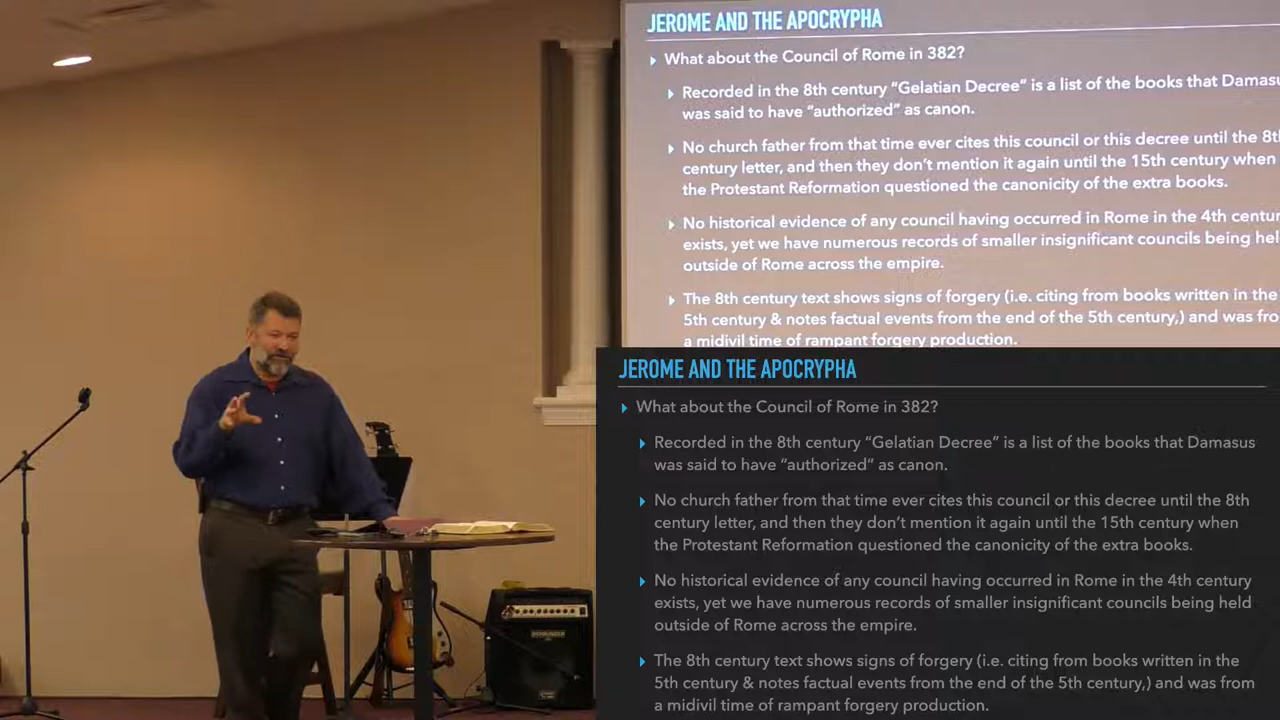 JEROME AND THE APOCRYPHA
What about the Council of Rome in 382?
Recorded in the 8th century “Gelatian Decree” is a list of the books that Damasu
was said to have “authorized” as canon.
No church father from that time ever cites this council or this decree until the 8t
century letter, and then they don’t mention it again until the 15th century when
the Protestant Reformation questioned the canonicity of the extra books.
No historical evidence of any council having occurred in Rome in the 4th centur
exists, yet we have numerous records of smaller insignificant councils being hel
outside of Rome across the empire.
The 8th century text shows signs of forgery (i.e. citing from books written in the
5th century & notes factual events from the end of the 5th century,) and was fro
a midivil time of rampant forgery production.
JEROME AND THE APOCRYPHA
What about the Council of Rome in 382?
Recorded in the 8th century “Gelatian Decree” is a list of the books that Damasus
was said to have “authorized” as canon.
No church father from that time ever cites this council or this decree until the 8th
century letter, and then they don’t mention it again until the 15th century when
the Protestant Reformation questioned the canonicity of the extra books.
No historical evidence of any council having occurred in Rome in the 4th century
exists, yet we have numerous records of smaller insignificant councils being held
outside of Rome across the empire.
The 8th century text shows signs of forgery (i.e. citing from books written in the
5th century & notes factual events from the end of the 5th century,) and was from
a midivil time of rampant forgery production.